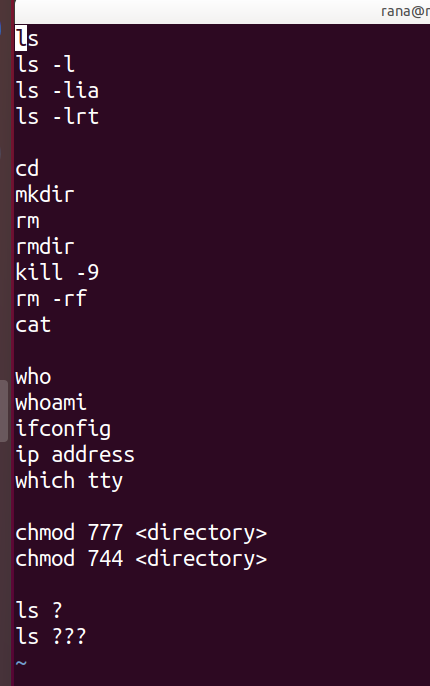 rana@r
ls
ls -l
ls -lia
ls -lrt
cd
mkdir
rm
rmdir
kill -9
rm -rf
cat
who
whoami
ifconfig
ip address
which tty
chmod 777 <directory>
chmod 744 <directory>
ls ?
ls ???
~